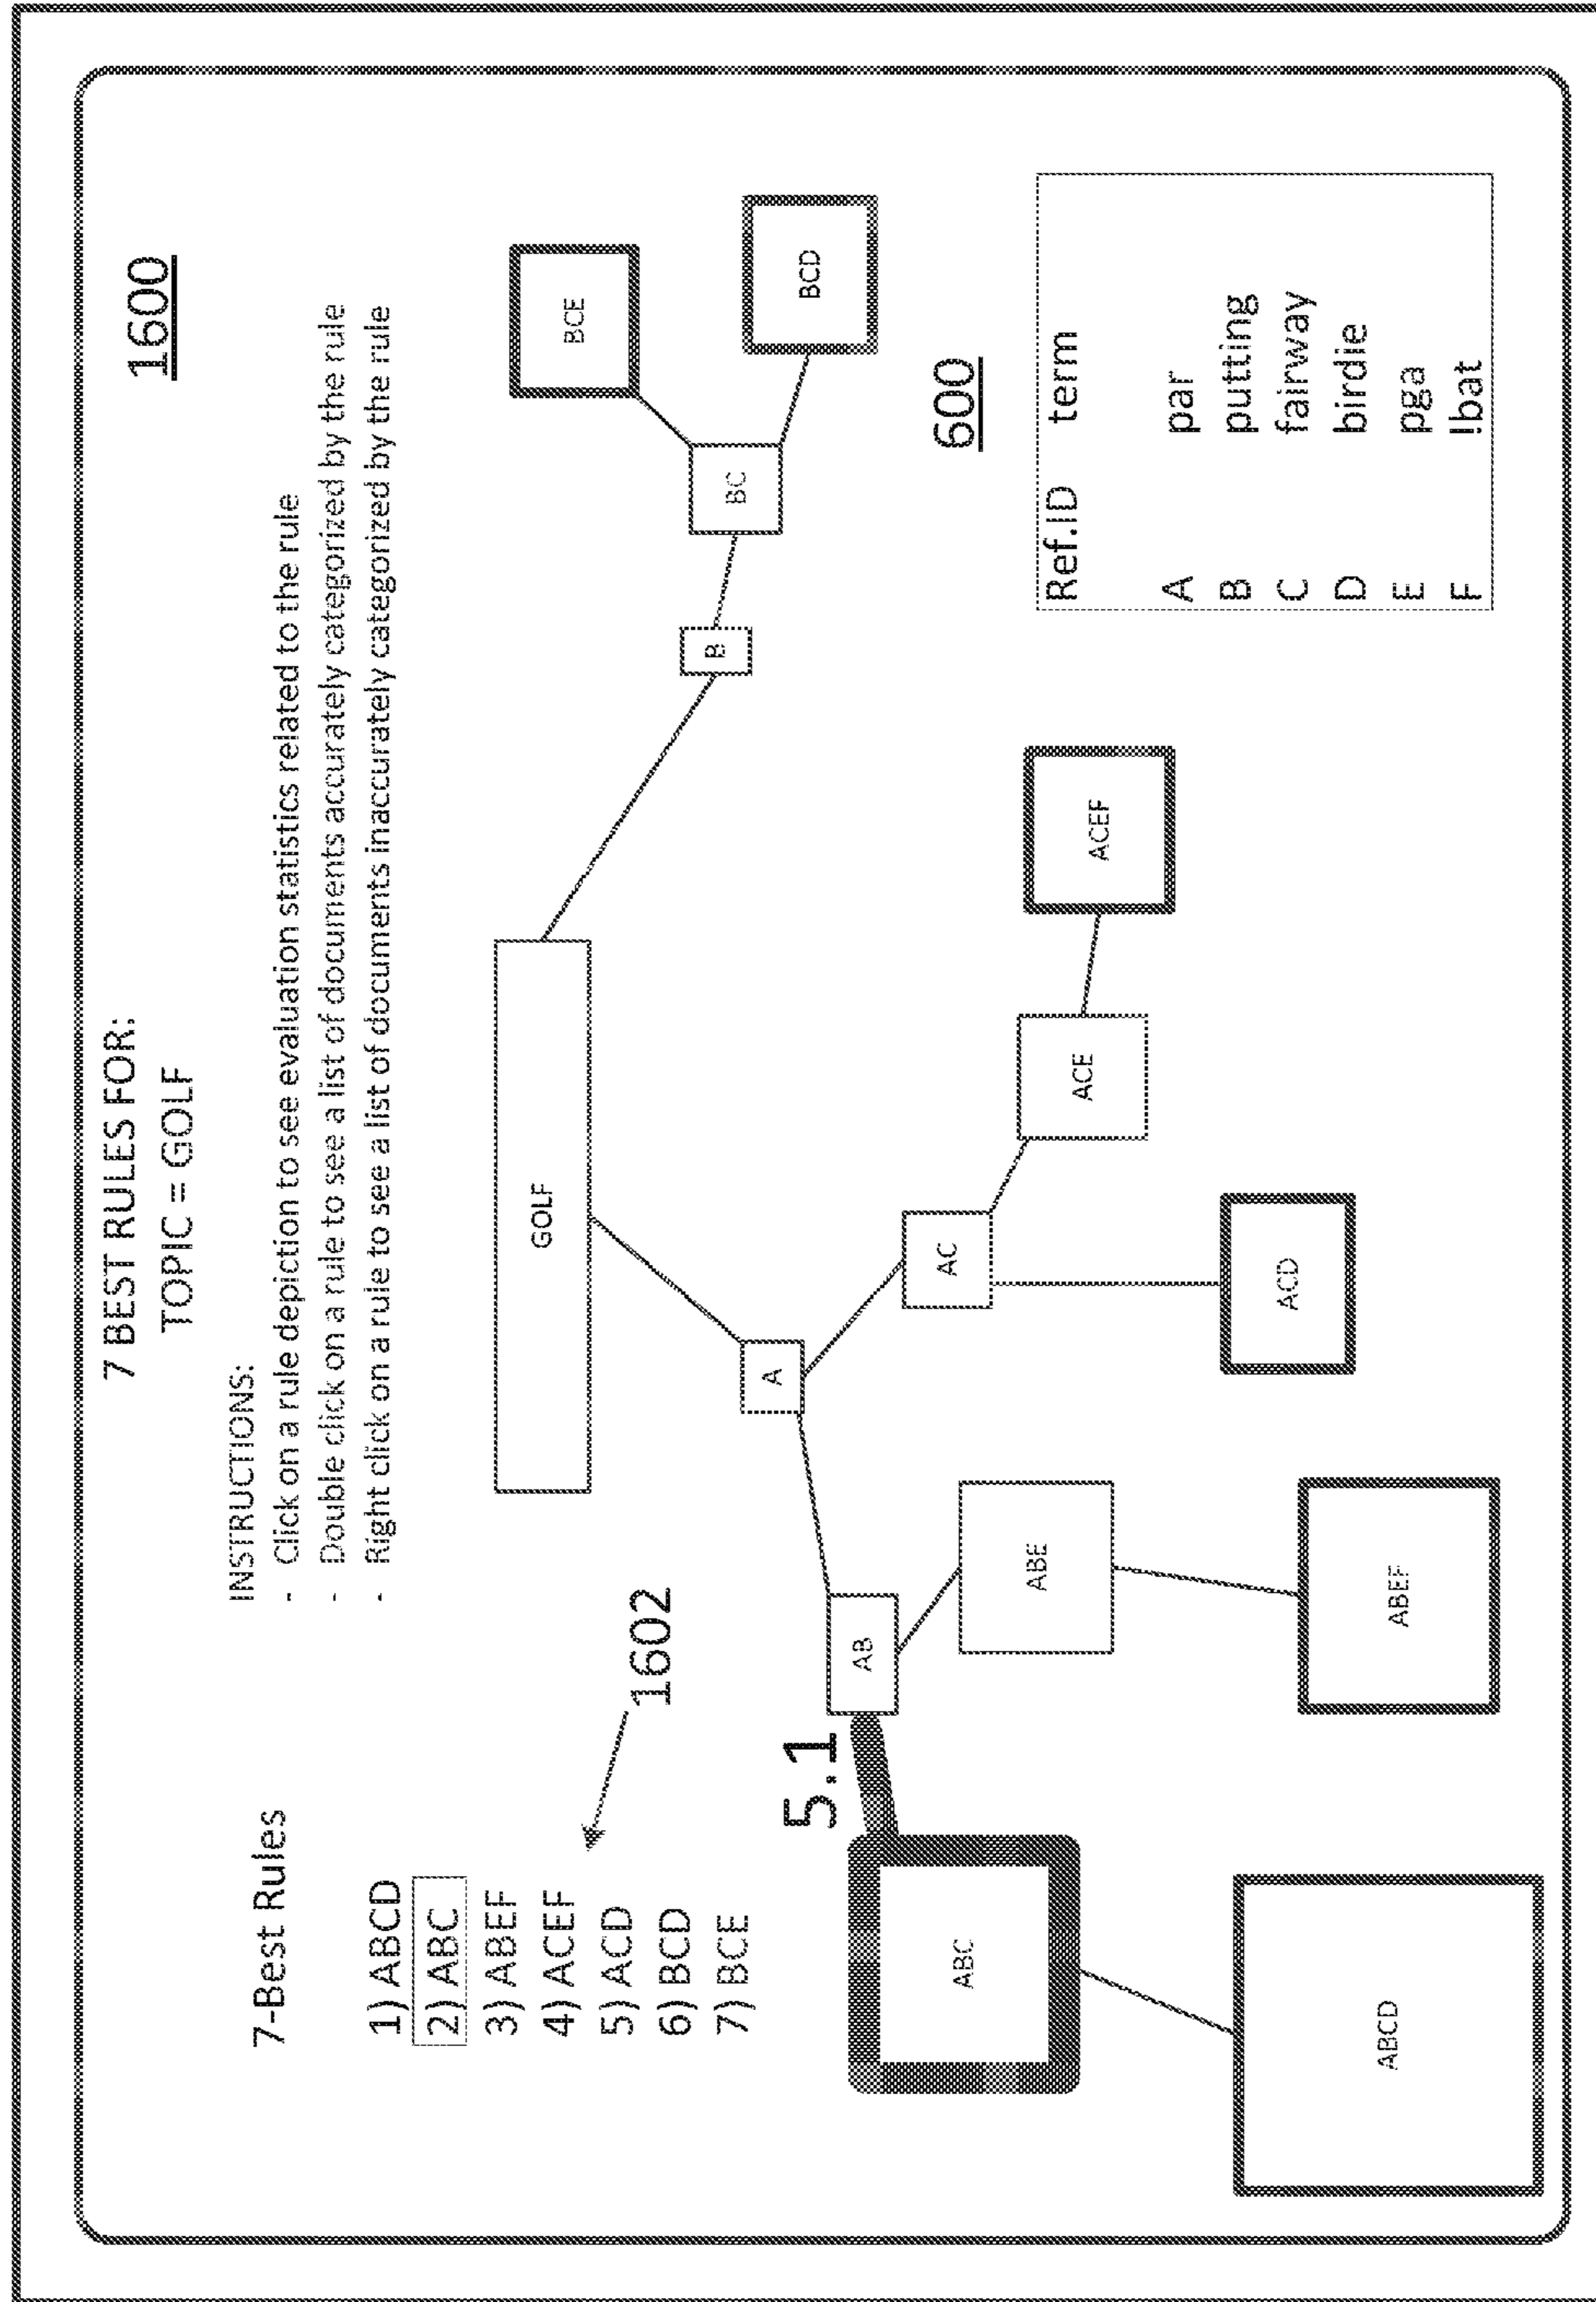 7 BEST RULES FOR:
TOPIC = GOLF
1600
INSTRUCTIONS:
- Click on a rule depiction to see evaluation statistics related to the rule
- Double click on a rule to see a list of documents accurately categorized by the rule
- Right click on a rule to see a list of documents inaccurately categorized by the rule
7-Best Rules
1) ABCD
2) ABC
3) ABEF
4) ACEF
5) ACD
6) BCD
7) BCE
1602
GOLF
BCE
B
BC
BCD
A
5.1
AB
AC
ABC
ABE
ACE
ACEF
ABCD
ABEF
ACD
600
Ref.ID term
A par
B putting
C fairway
D birdie
E pga
F !bat